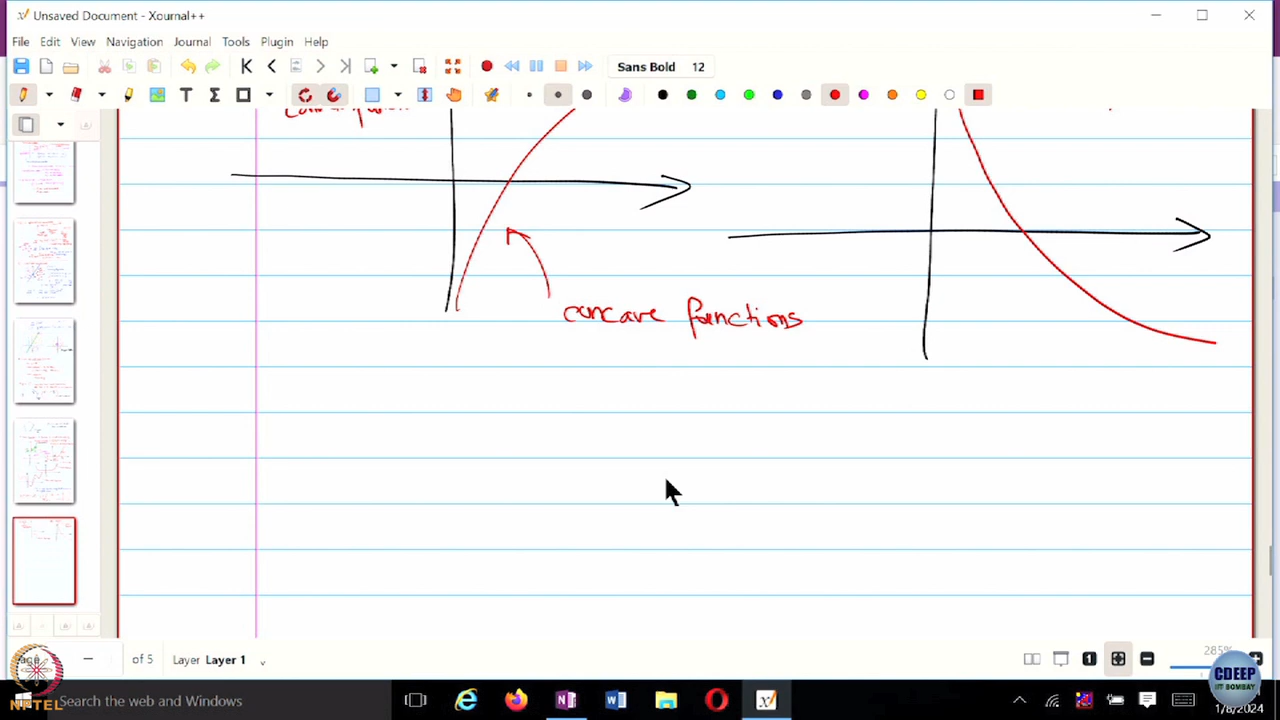 Unsaved Document - Xournal++
File Edit View Navigation Journal Tools Plugin Help
Sans Bold 12
concave functions
of 5 Layer Layer 1
285%
Search the web and Windows
NPTEL
CDEEP
IIT BOMBAY
1/8/2024